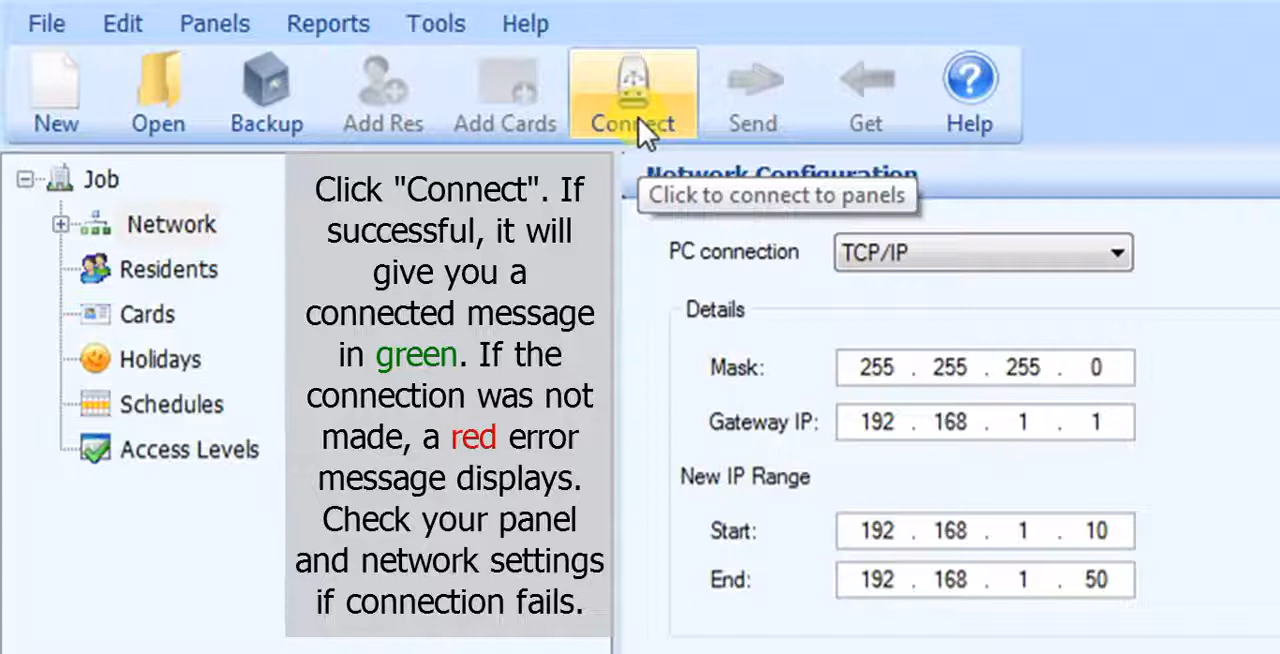 File Edit Panels Reports Tools Help
New Open Backup Add Res Add Cards Connect Send Get Help
Job
Network
Residents
Cards
Holidays
Schedules
Access Levels
Click "Connect". If
successful, it will
give you a
connected message
in green. If the
connection was not
made, a red error
message displays.
Check your panel
and network settings
if connection fails.
Network Configuration
Click to connect to panels
PC connection TCP/IP
Details
Mask: 255 . 255 . 255 . 0
Gateway IP: 192 . 168 . 1 . 1
New IP Range
Start: 192 . 168 . 1 . 10
End: 192 . 168 . 1 . 50